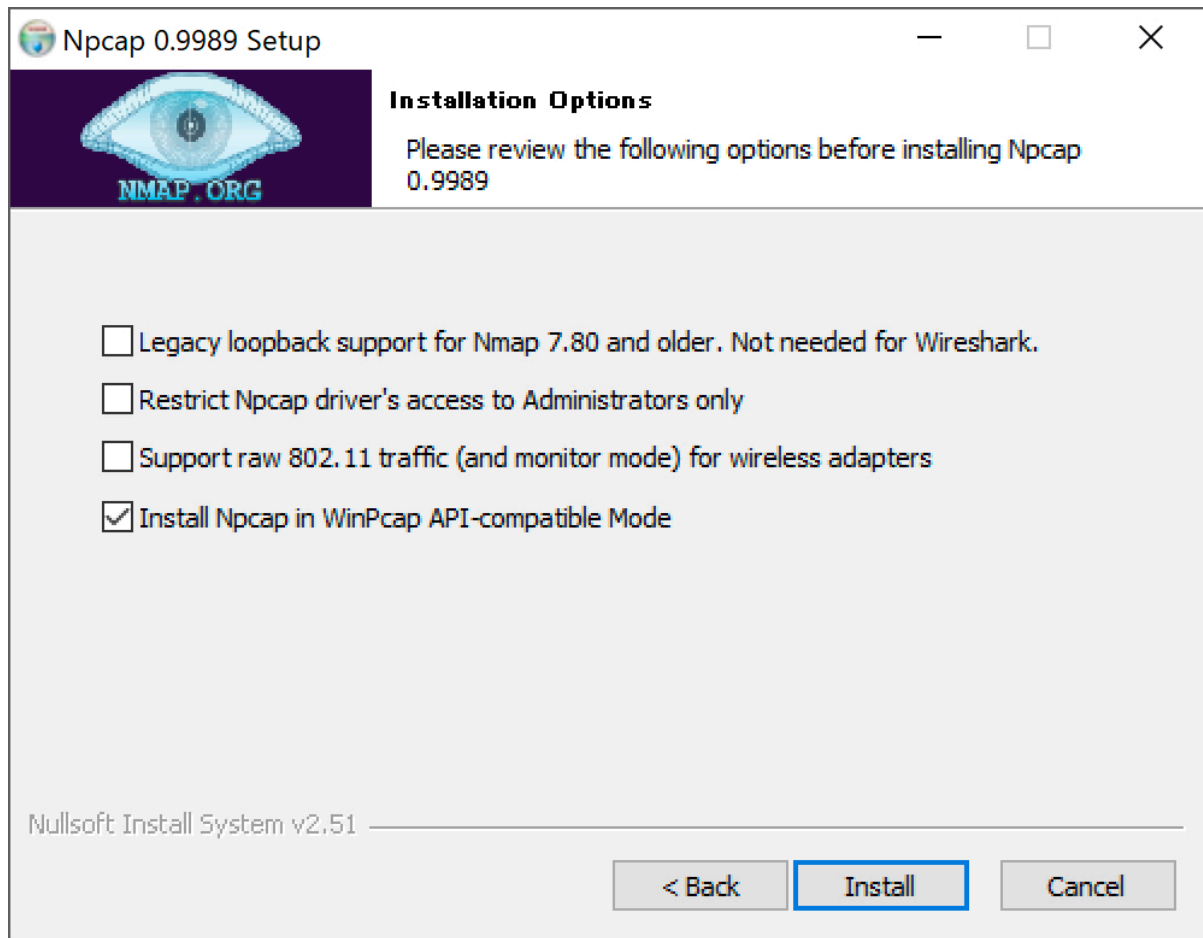 Npcap 0.9989 Setup
NMAP.ORG
Installation Options
Please review the following options before installing Npcap
0.9989
Legacy loopback support for Nmap 7.80 and older. Not needed for Wireshark.
Restrict Npcap driver's access to Administrators only
Support raw 802.11 traffic (and monitor mode) for wireless adapters
Install Npcap in WinPcap API-compatible Mode
Nullsoft Install System v2.51
< Back Install Cancel